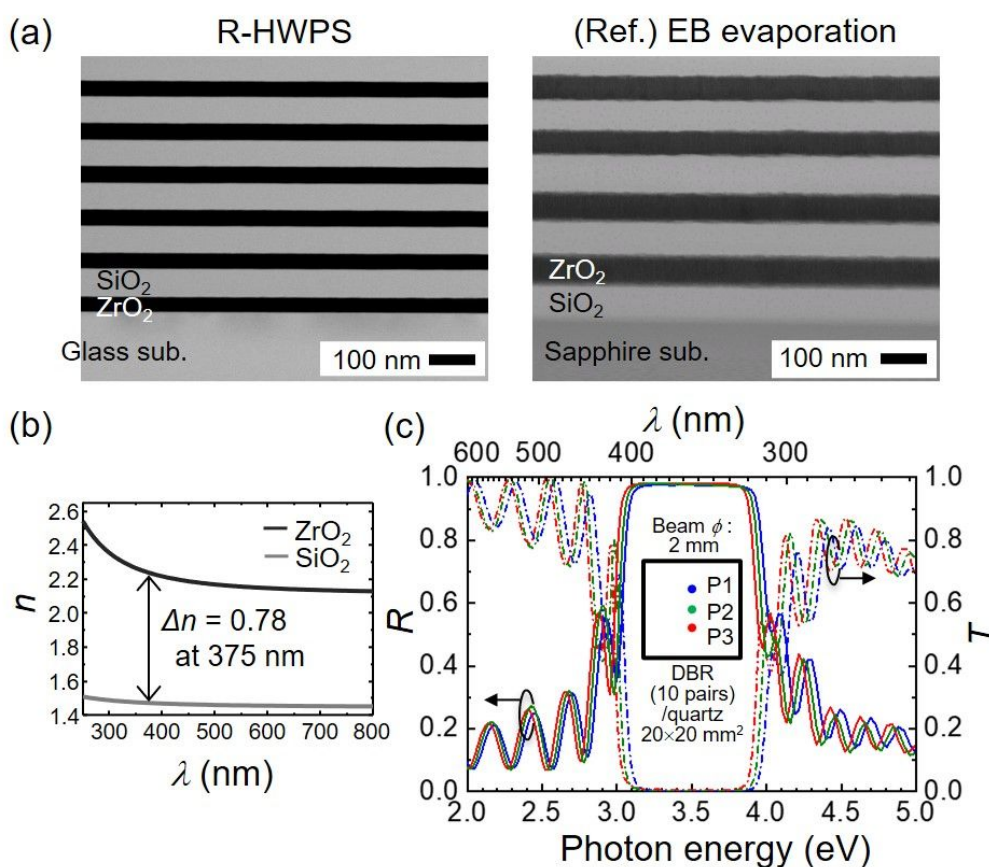 (a)
R-HWPS
(Ref.) EB evaporation
SiO₂
ZrO₂
Glass sub.
100 nm
ZrO₂
SiO₂
Sapphire sub.
100 nm
(b)
2.6
2.4
2.2
2.0
1.8
1.6
1.4
n
ZrO₂
SiO₂
Δn = 0.78
at 375 nm
300 400 500 600 700 800
λ (nm)
(c)
λ (nm)
600 500 400 300
1.0
0.8
0.6
0.4
0.2
0.0
R
Beam ϕ :
2 mm
P1
P2
P3
DBR
(10 pairs)
/quartz
20×20 mm²
1.0
0.8
0.6
0.4
0.2
0.0
T
2.0 2.5 3.0 3.5 4.0 4.5 5.0
Photon energy (eV)